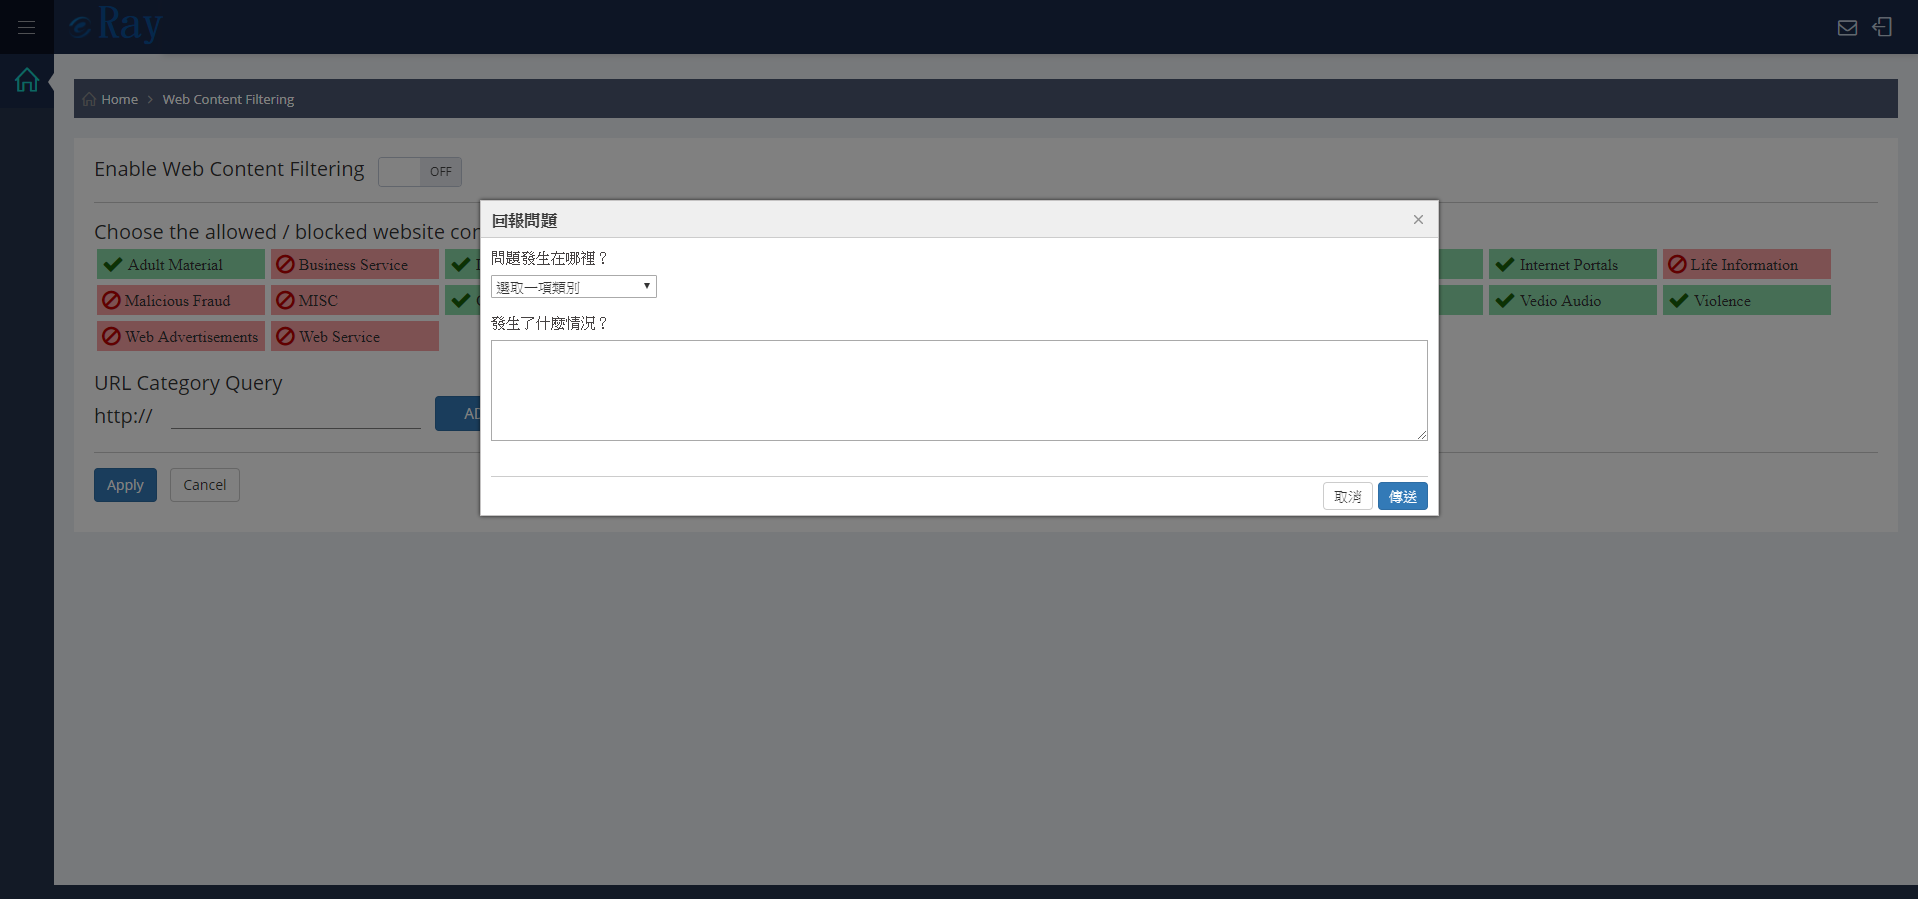 eRay
Home > Web Content Filtering
Enable Web Content Filtering OFF
Choose the allowed / blocked website
Adult Material Business Service Internet Portals Life Information
Malicious Fraud MISC Vedio Audio Violence
Web Advertisements Web Service
URL Category Query
http://
Apply Cancel
回報問題 ×
問題發生在哪裡？
選取一項類別
發生了什麼情況？
取消 傳送